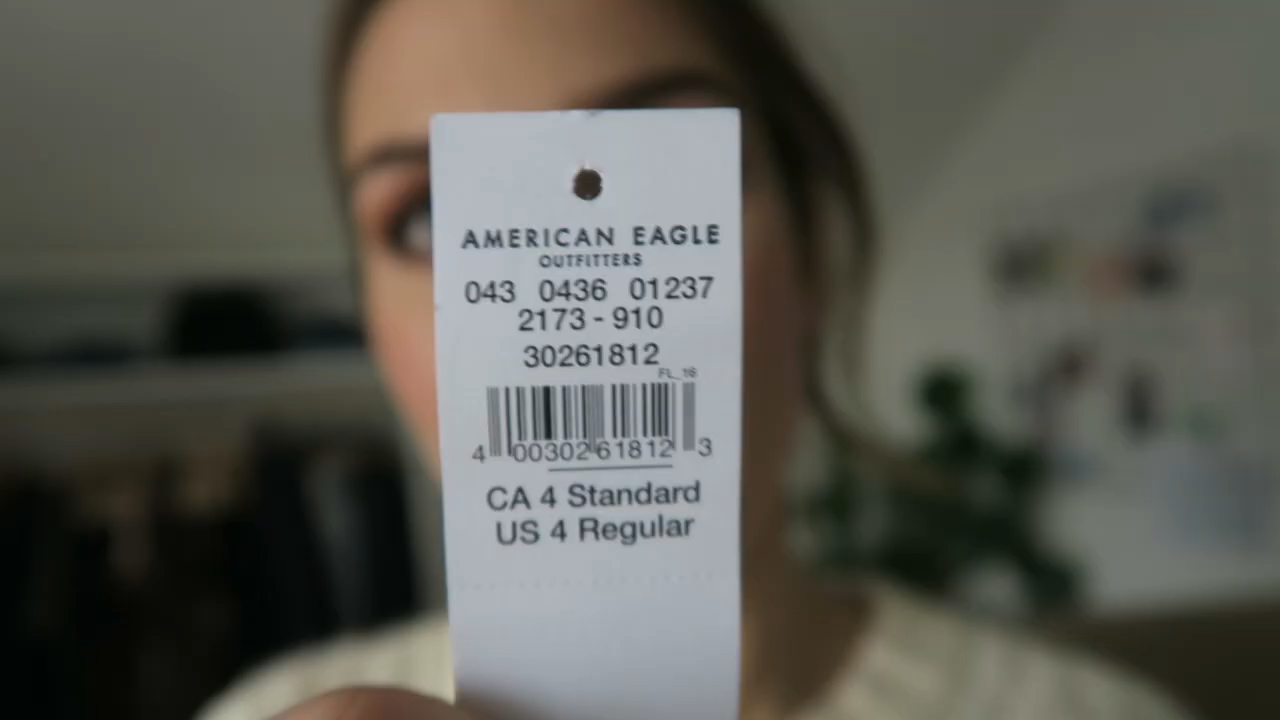 AMERICAN EAGLE
OUTFITTERS
043 0436 01237
2173 - 910
30261812
FL_16
4 00302 61812 3
CA 4 Standard
US 4 Regular